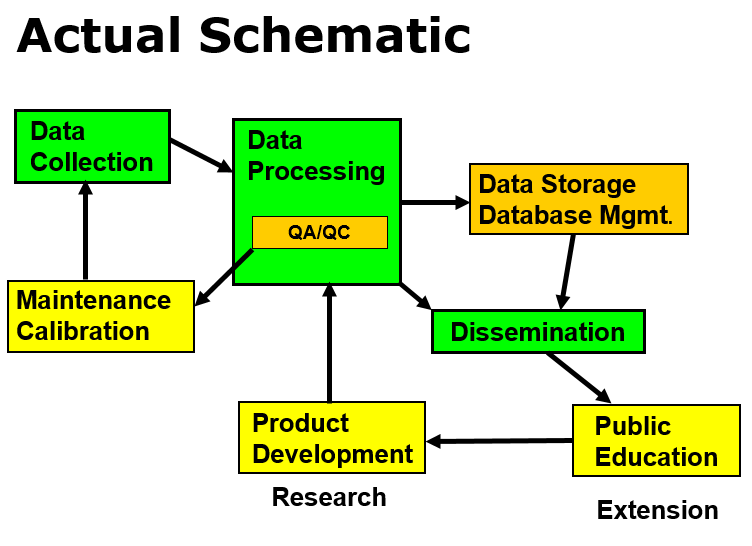 Actual Schematic
Data
Collection
Data
Processing
QA/QC
Data Storage
Database Mgmt.
Maintenance
Calibration
Dissemination
Product
Development
Research
Public
Education
Extension